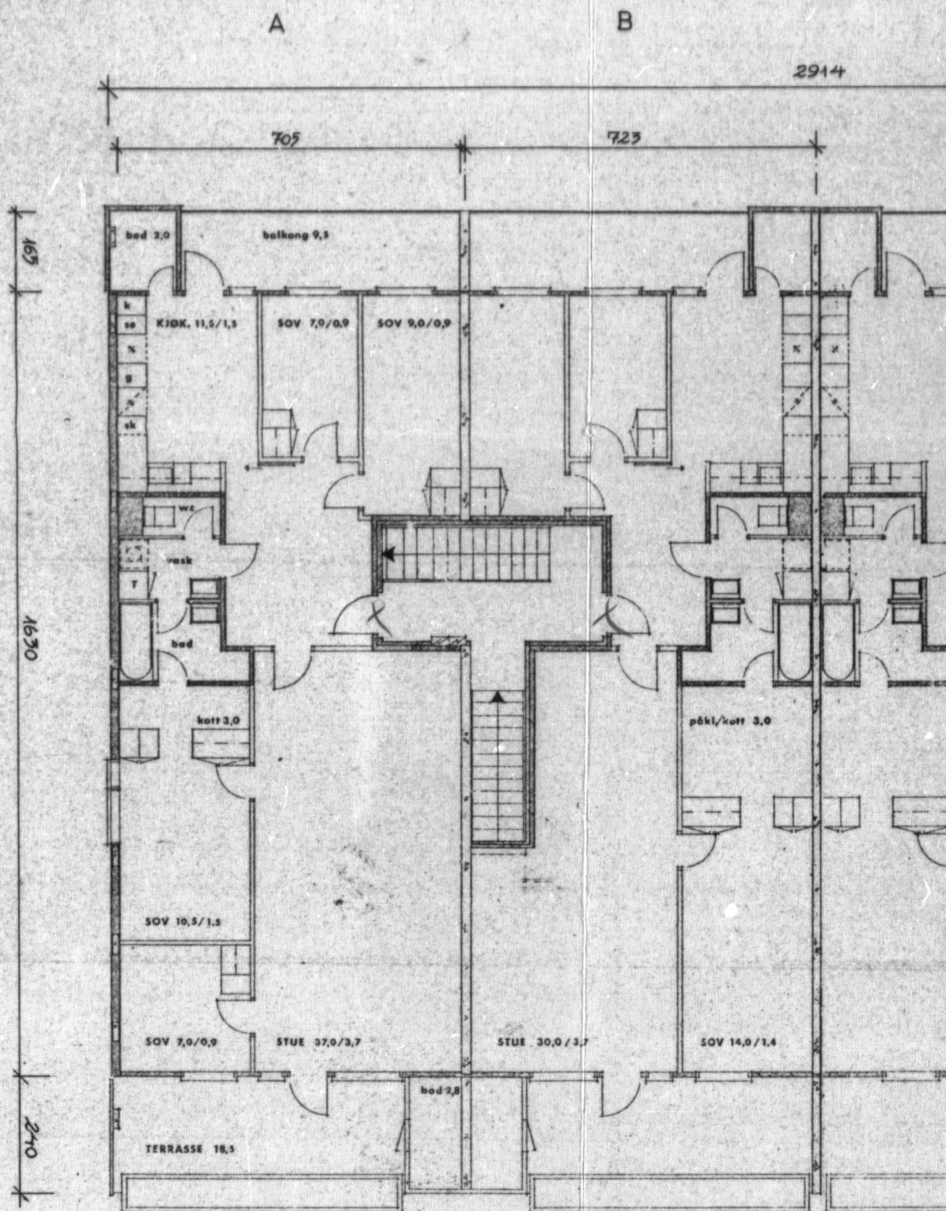 A B
2914
705 723
165
bod 2,0 balkong 9,5
k
sø
KJØK. 11,5/1,5 SOV 7,0/0,9 SOV 9,0/0,9
g
sk
wc
vask
T
1630
bad
kott 3,0 påkl/kott 3,0
SOV 10,5/1.5
SOV 7,0/0,9 STUE 37,0/3,7 STUE 30,0/3,7 SOV 14,0/1,4
bod 2,8
240
TERRASSE 18,5